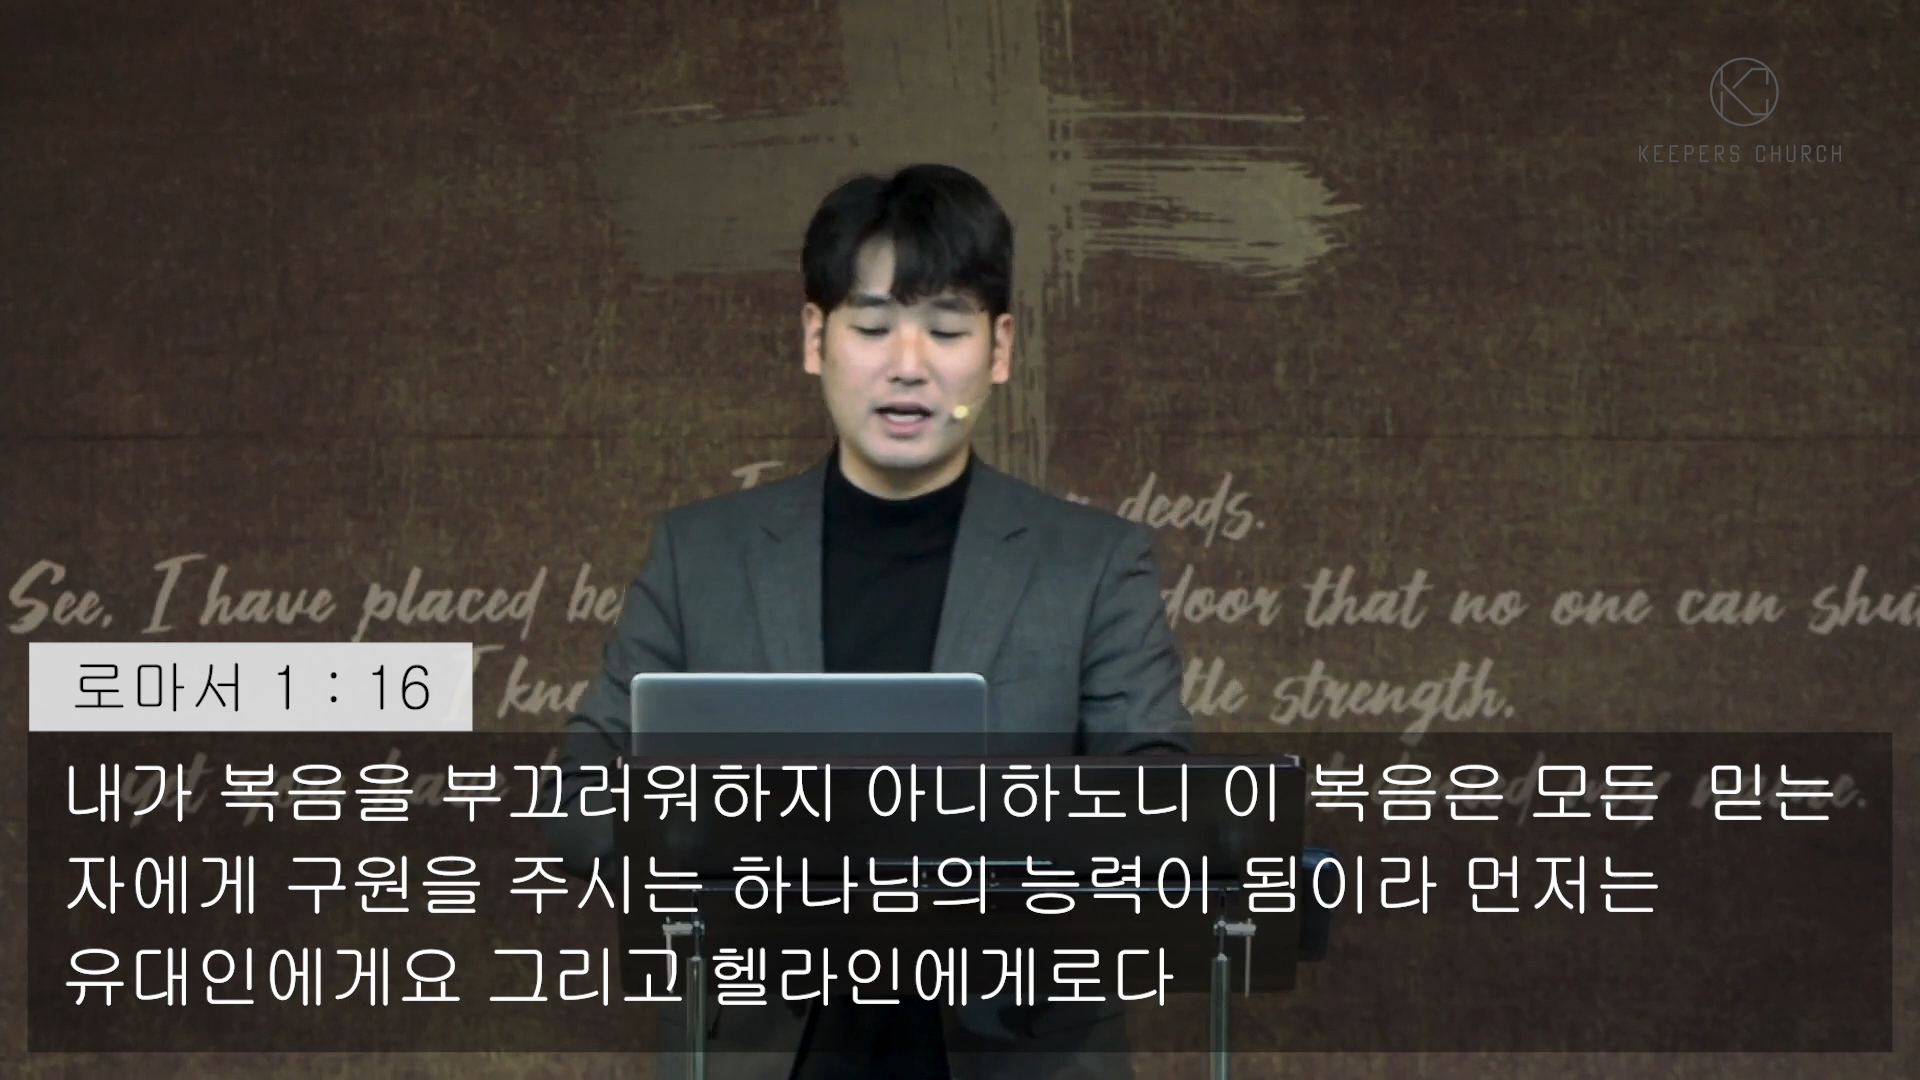 KC
KEEPERS CHURCH
deeds.
See, I have placed door that no one can
I tle strength.
로마서 1 : 16
내가 복음을 부끄러워하지 아니하노니 이 복음은 모든 믿는
자에게 구원을 주시는 하나님의 능력이 됨이라 먼저는
유대인에게요 그리고 헬라인에게로다